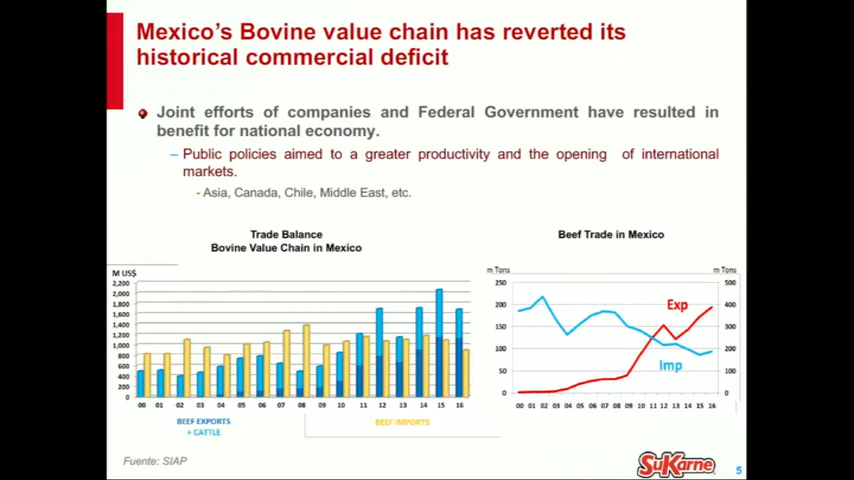 Mexico's Bovine value chain has reverted its
historical commercial deficit
Joint efforts of companies and Federal Government have resulted in
benefit for national economy.
– Public policies aimed to a greater productivity and the opening of international
markets.
- Asia, Canada, Chile, Middle East, etc.
Trade Balance
Bovine Value Chain in Mexico
M US$
2,200
2,000
1,800
1,600
1,400
1,200
1,000
800
600
400
200
0
00 01 02 03 04 05 06 07 08 09 10 11 12 13 14 15 16
BEEF EXPORTS
+ CATTLE
BEEF IMPORTS
Beef Trade in Mexico
m Tons
m Tons
250
200
150
100
50
0
500
400
300
200
100
0
Exp
Imp
00 01 02 03 04 05 06 07 08 09 10 11 12 13 14 15 16
Fuente: SIAP
SuKarne
5